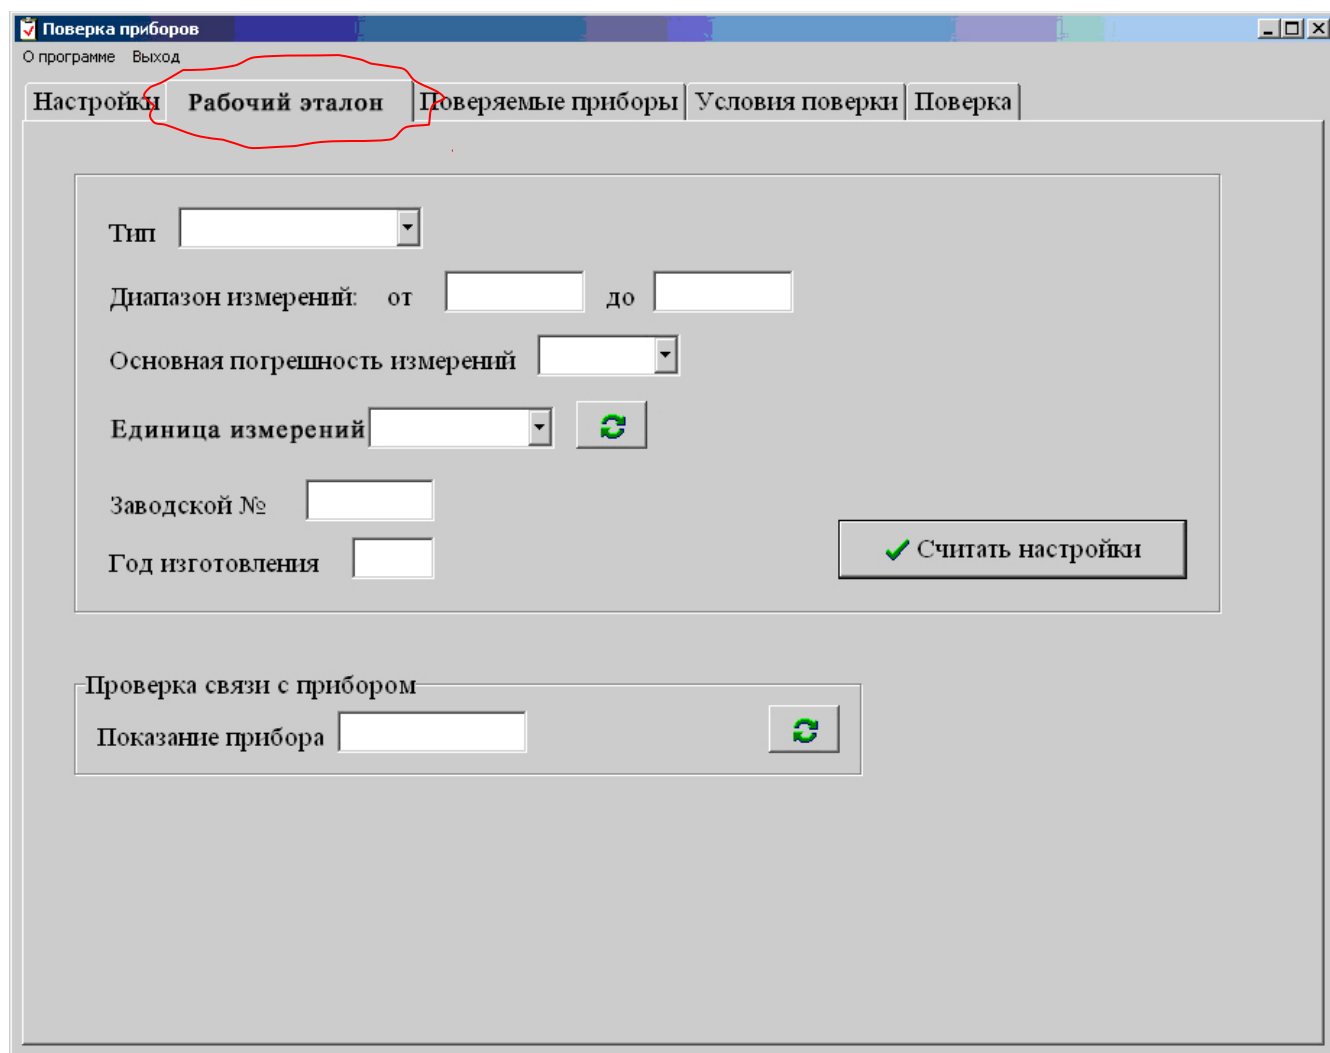 Поверка приборов
О программе Выход
Настройки Рабочий эталон Поверяемые приборы Условия поверки Поверка
Тип
Диапазон измерений: от до
Основная погрешность измерений
Единица измерений
Заводской №
Год изготовления
Считать настройки
Проверка связи с прибором
Показание прибора